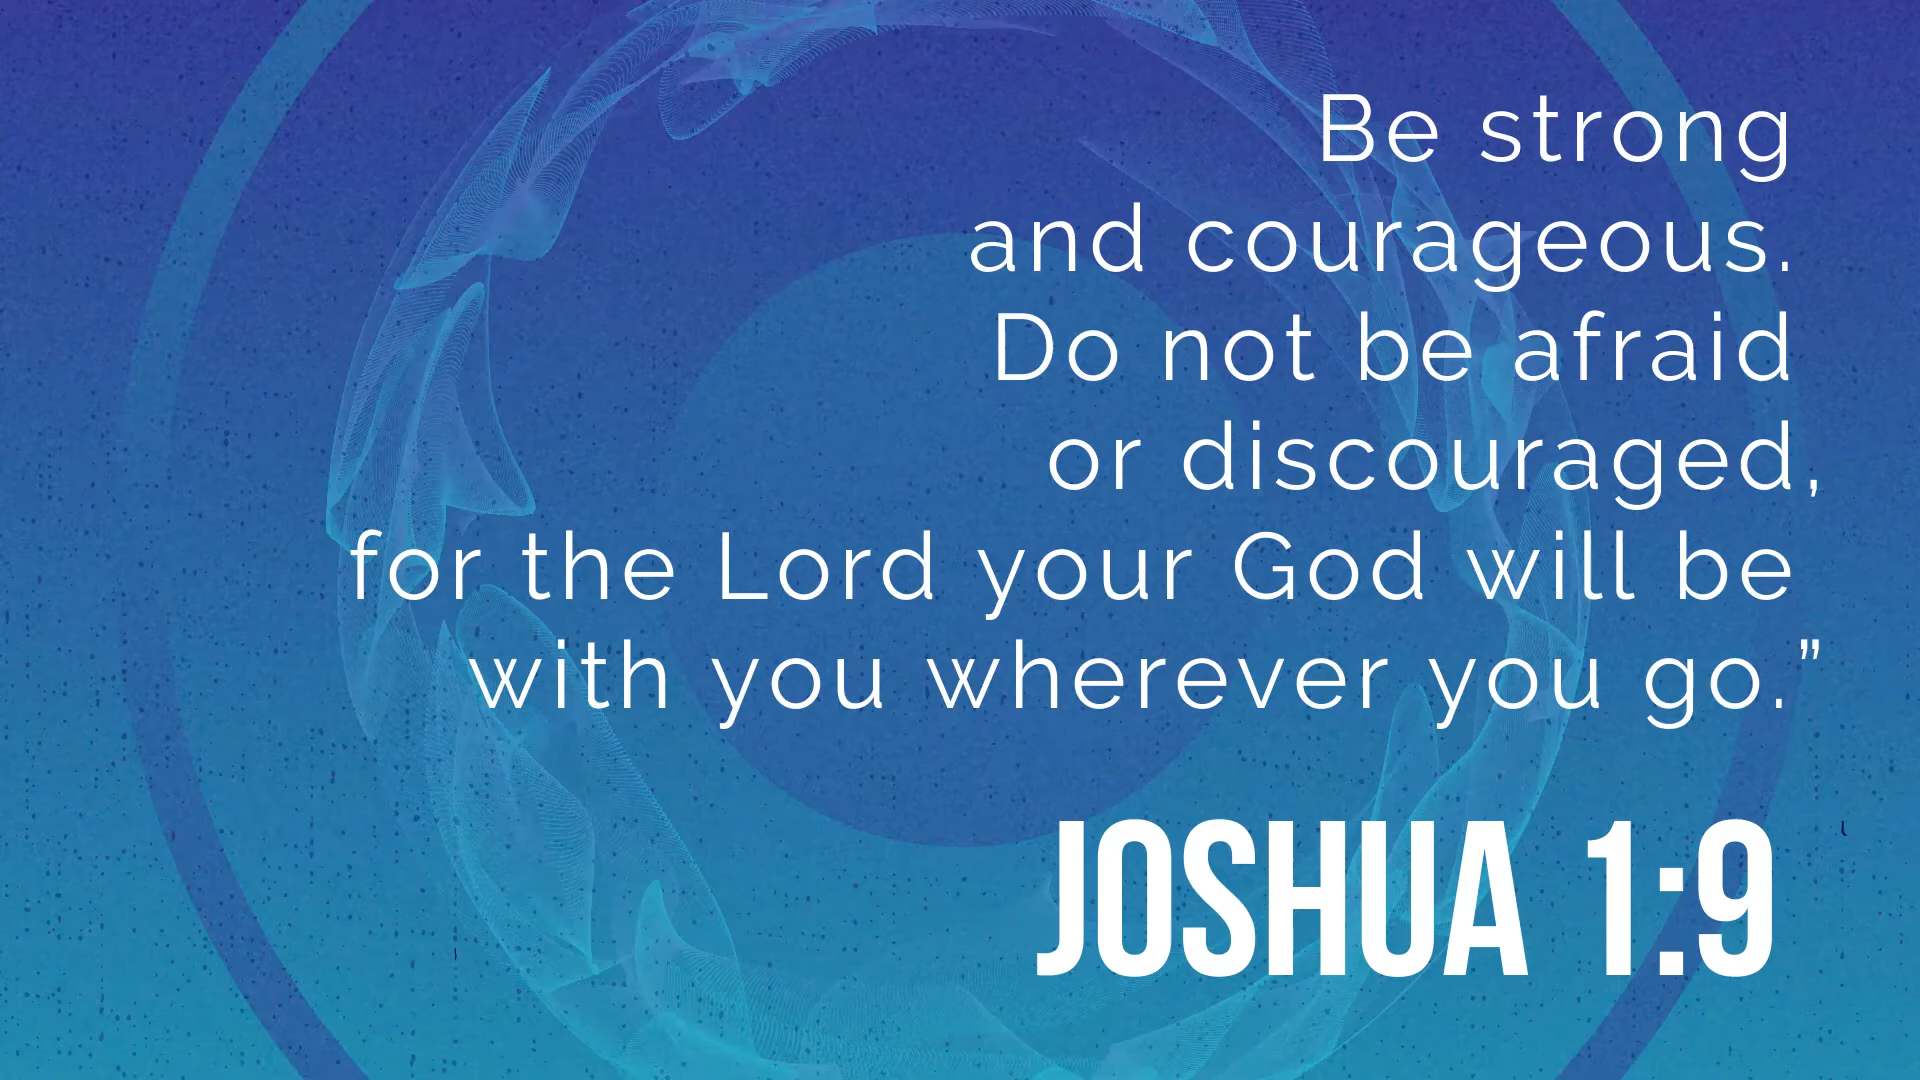 Be strong
and courageous.
Do not be afraid
or discouraged,
for the Lord your God will be
with you wherever you go.”
JOSHUA 1:9